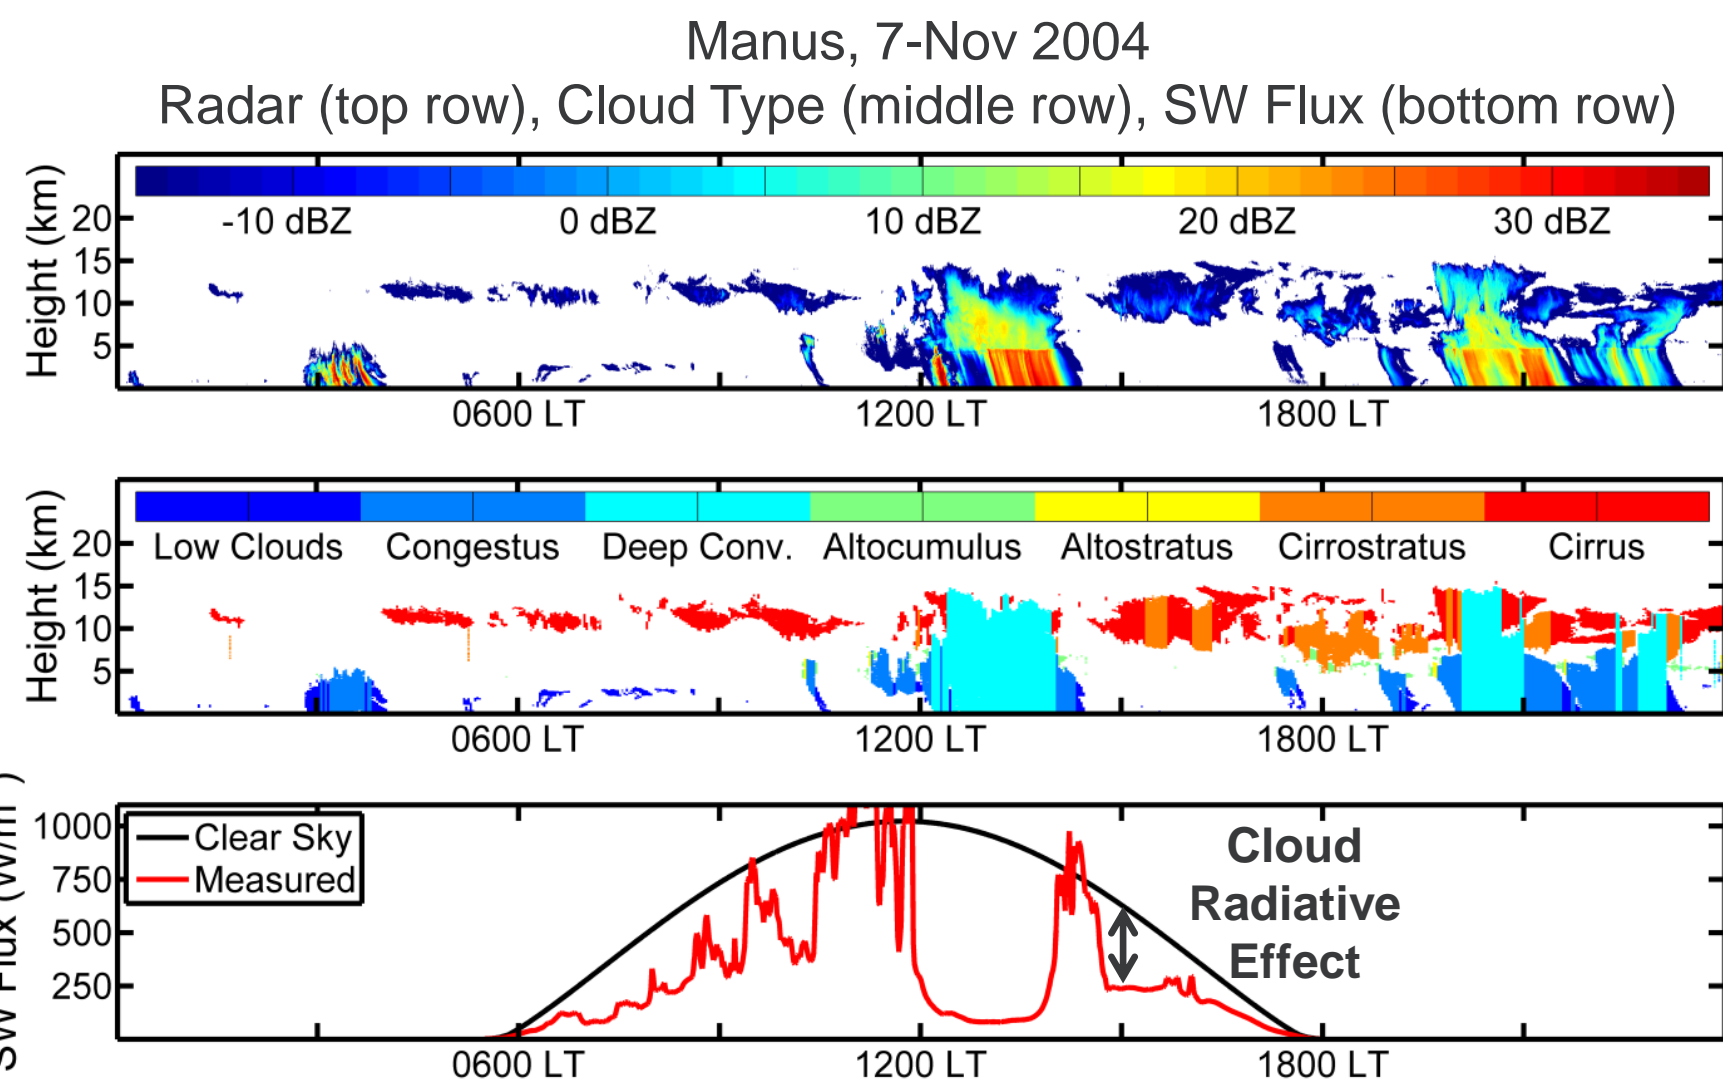 Manus, 7-Nov 2004
Radar (top row), Cloud Type (middle row), SW Flux (bottom row)
Height (km)
20
15
10
5
-10 dBZ 0 dBZ 10 dBZ 20 dBZ 30 dBZ
0600 LT 1200 LT 1800 LT
Height (km)
20
15
10
5
Low Clouds Congestus Deep Conv. Altocumulus Altostratus Cirrostratus Cirrus
0600 LT 1200 LT 1800 LT
SW Flux (W/m
1000
750
500
250
Clear Sky
Measured
Cloud
Radiative
Effect
0600 LT 1200 LT 1800 LT